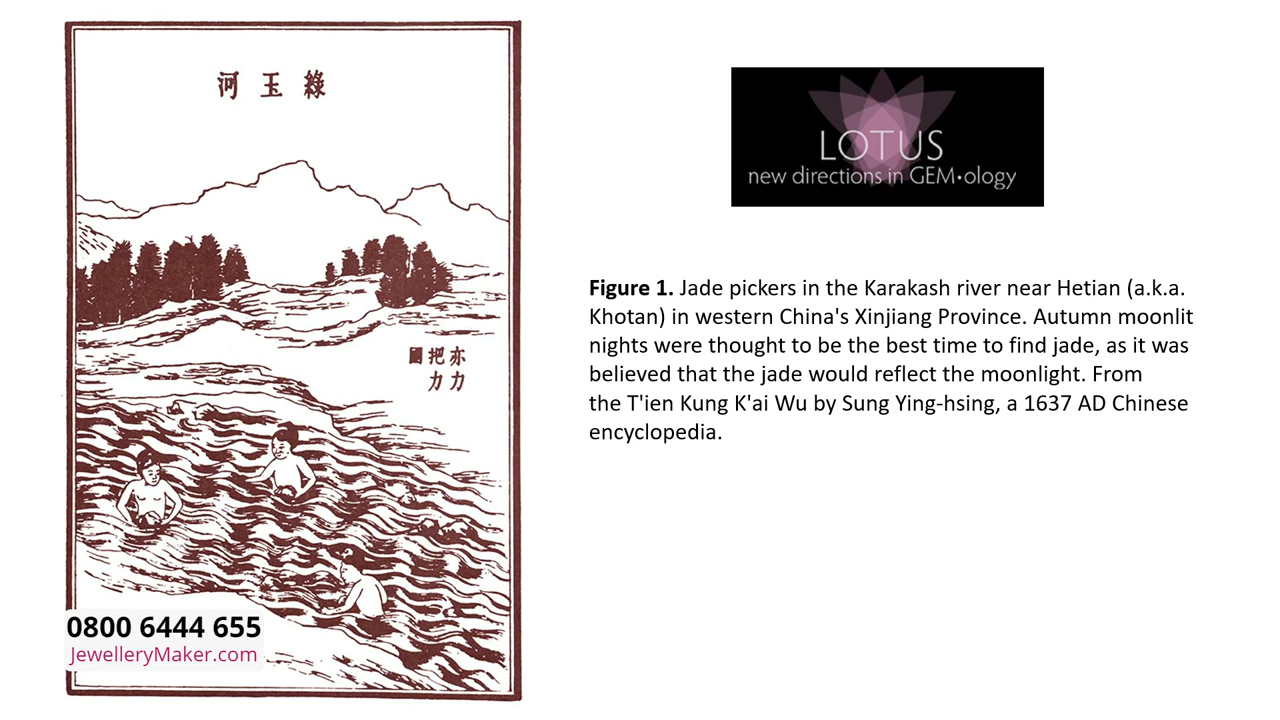 河玉綠
圖把亦
力力
0800 6444 655
JewelleryMaker.com
LOTUS
new directions in GEM•ology
Figure 1. Jade pickers in the Karakash river near Hetian (a.k.a.
Khotan) in western China's Xinjiang Province. Autumn moonlit
nights were thought to be the best time to find jade, as it was
believed that the jade would reflect the moonlight. From
the T'ien Kung K'ai Wu by Sung Ying-hsing, a 1637 AD Chinese
encyclopedia.